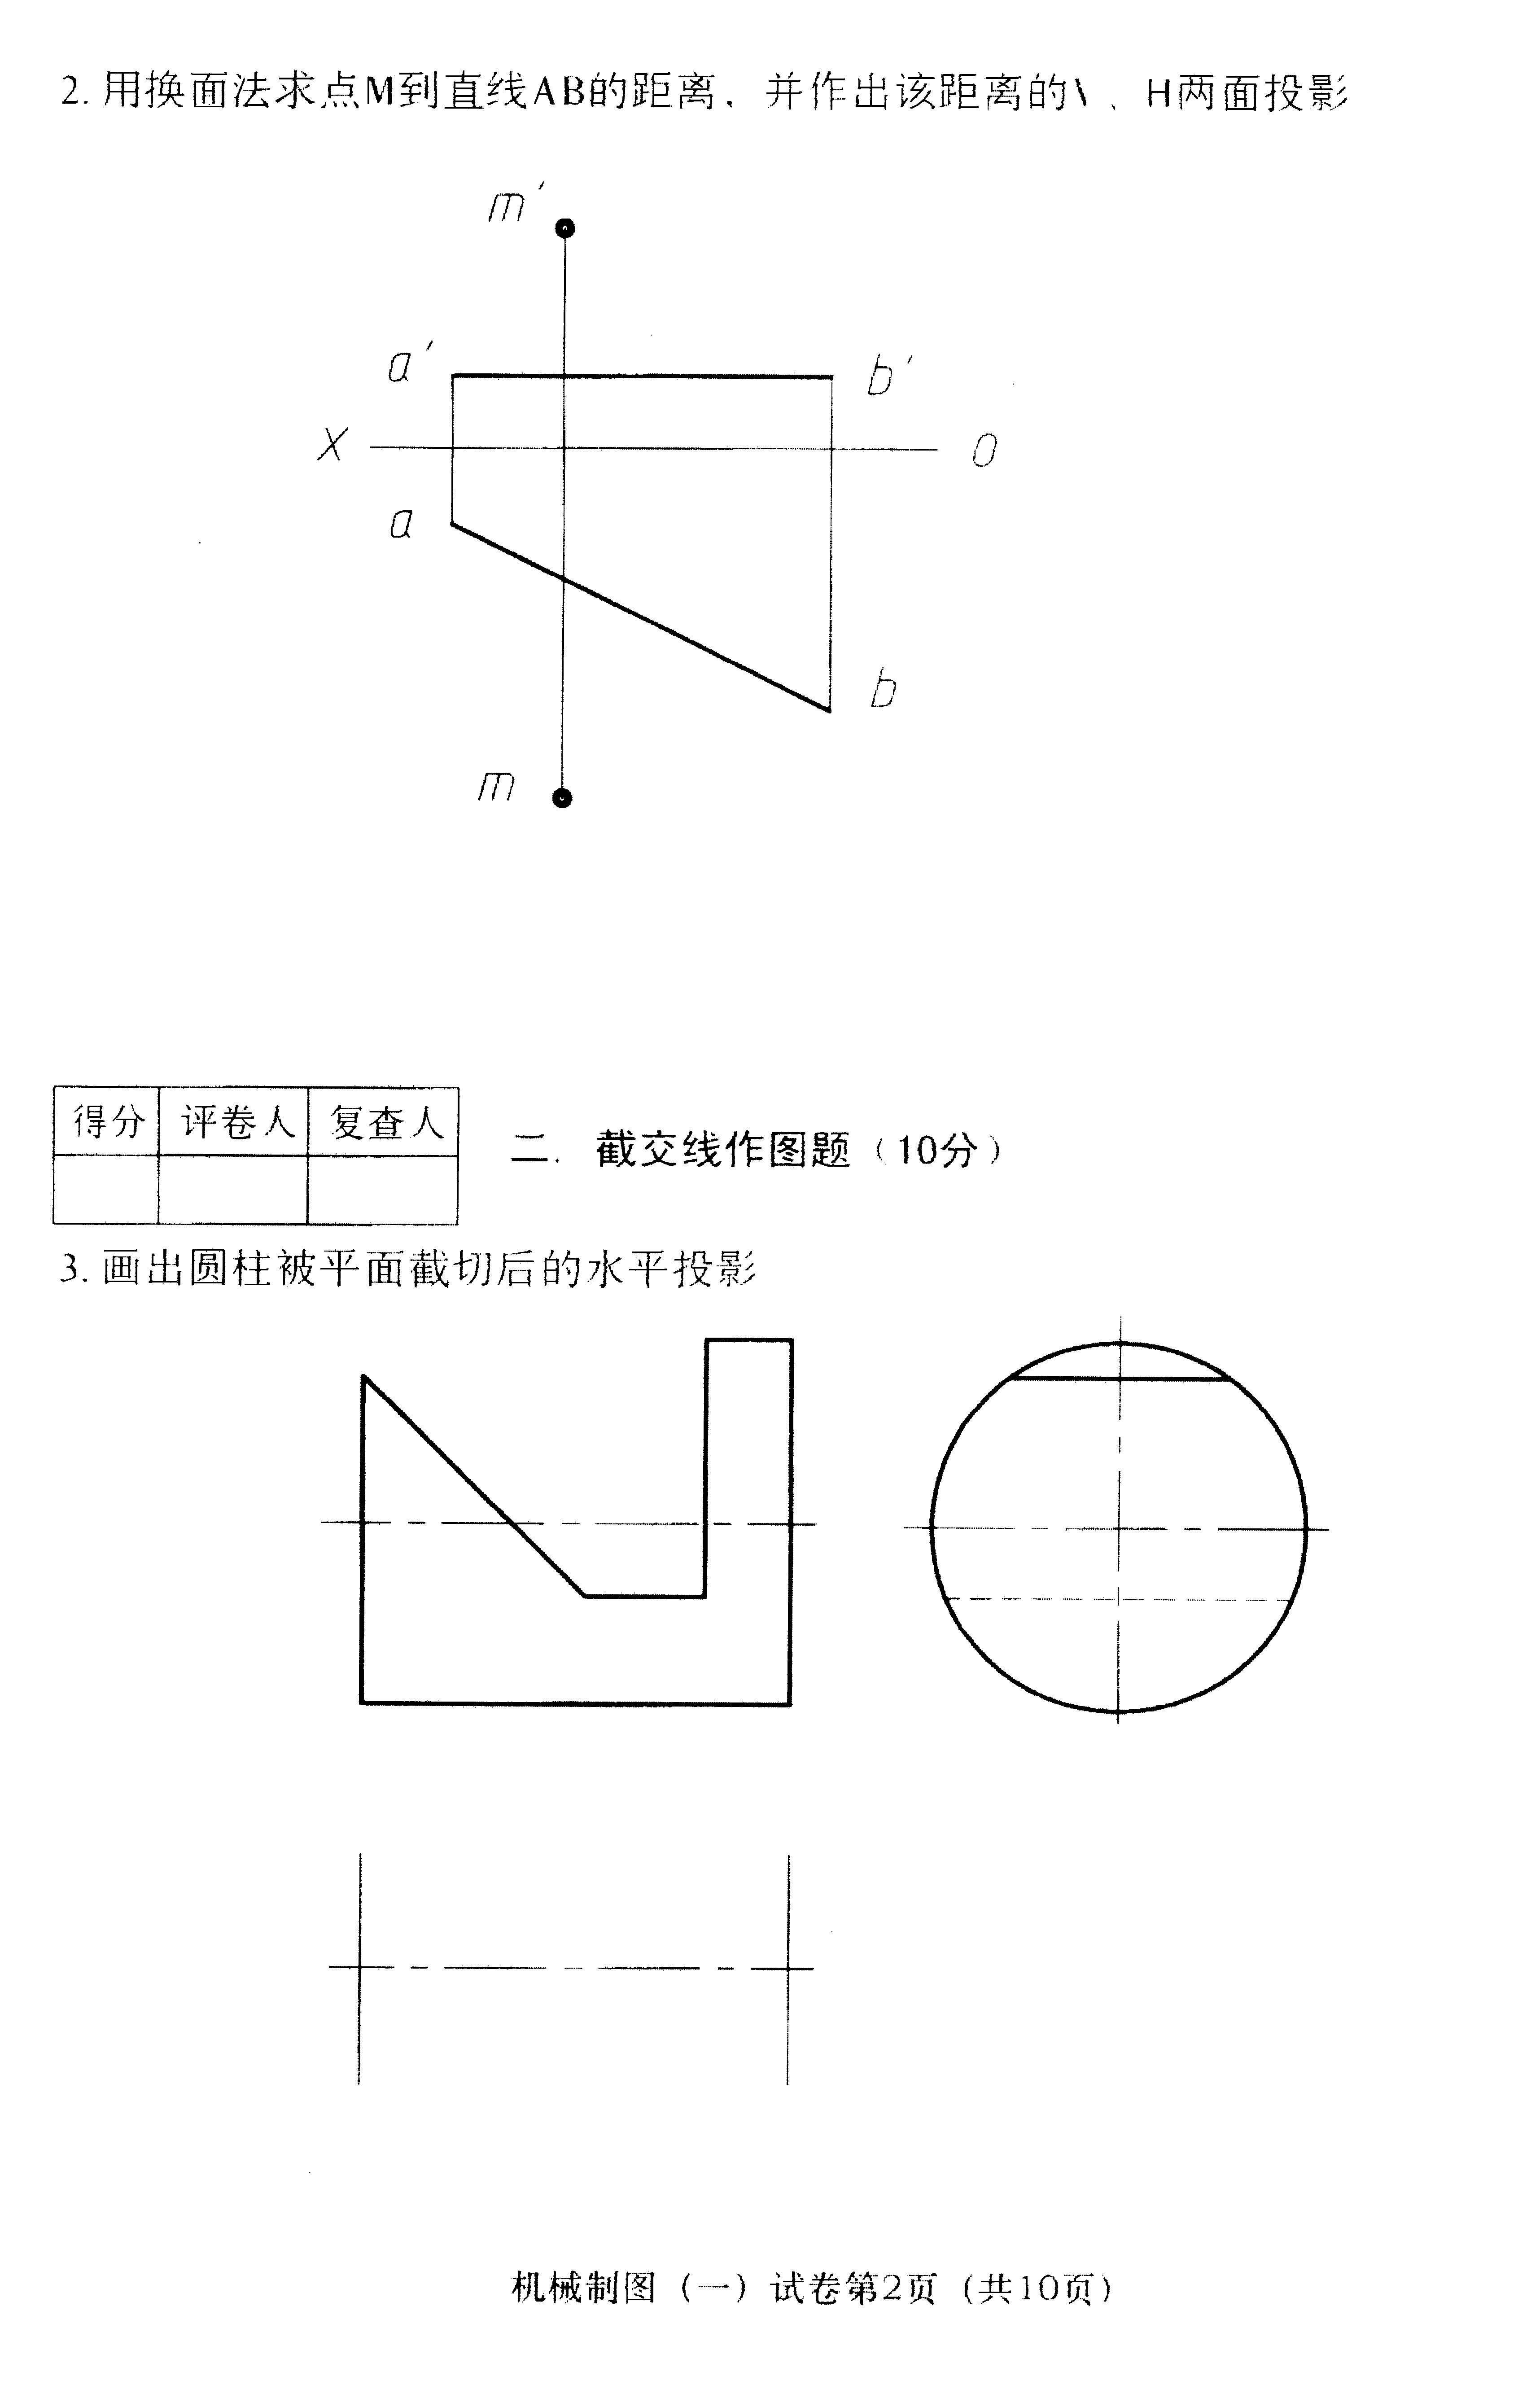 2. 用换面法求点M到直线AB的距离，并作出该距离的\、H两面投影
m′
a′
b′
X
O
a
b
m
得分 评卷人 复查人
二. 截交线作图题（10分）
3. 画出圆柱被平面截切后的水平投影
机械制图（一）试卷第2页（共10页）